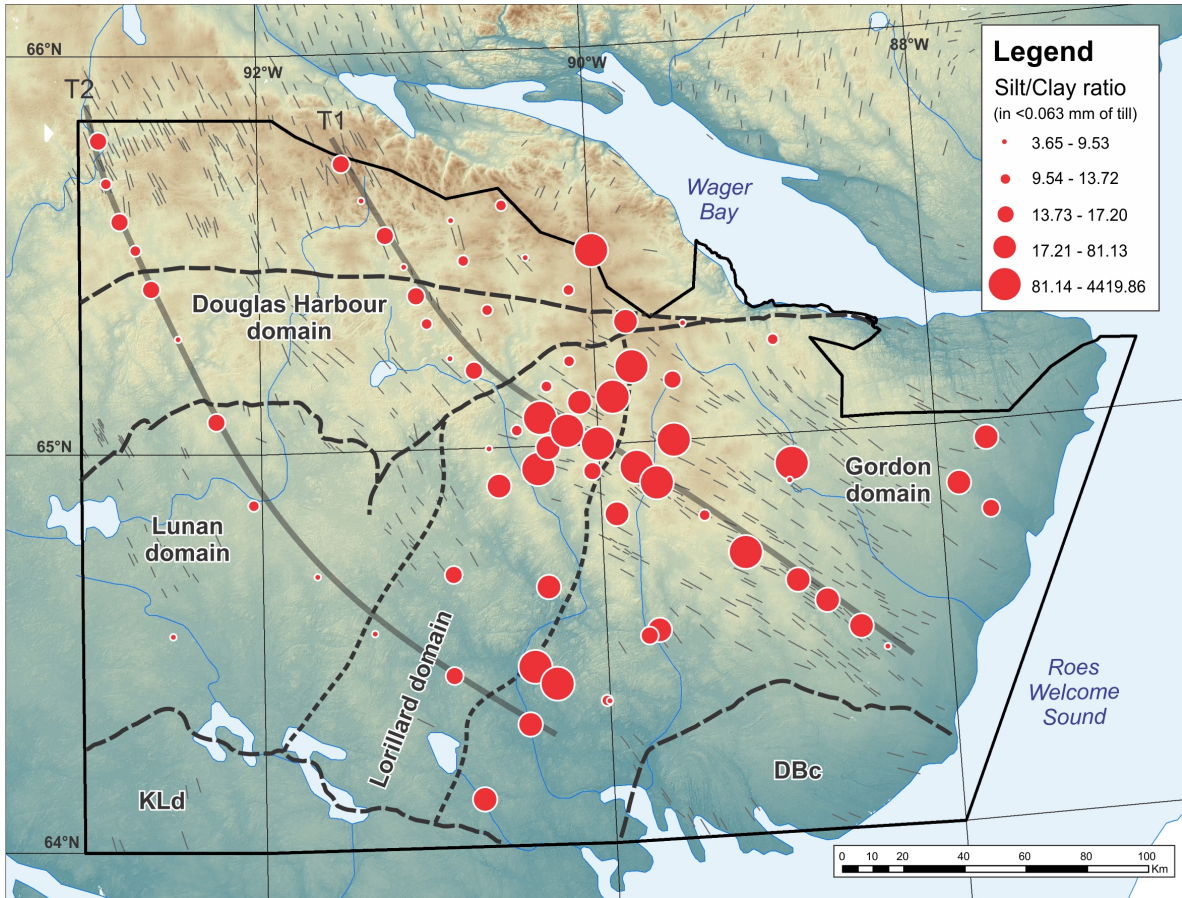 66°N
92°W
90°W
88°W
T2
T1
Legend
Silt/Clay ratio
(in <0.063 mm of till)
3.65 - 9.53
9.54 - 13.72
13.73 - 17.20
17.21 - 81.13
81.14 - 4419.86
Wager
Bay
Douglas Harbour
domain
65°N
Gordon
domain
Lunan
domain
Lorillard domain
Roes
Welcome
Sound
KLd
DBc
64°N
0 10 20 40 60 80 100
Km